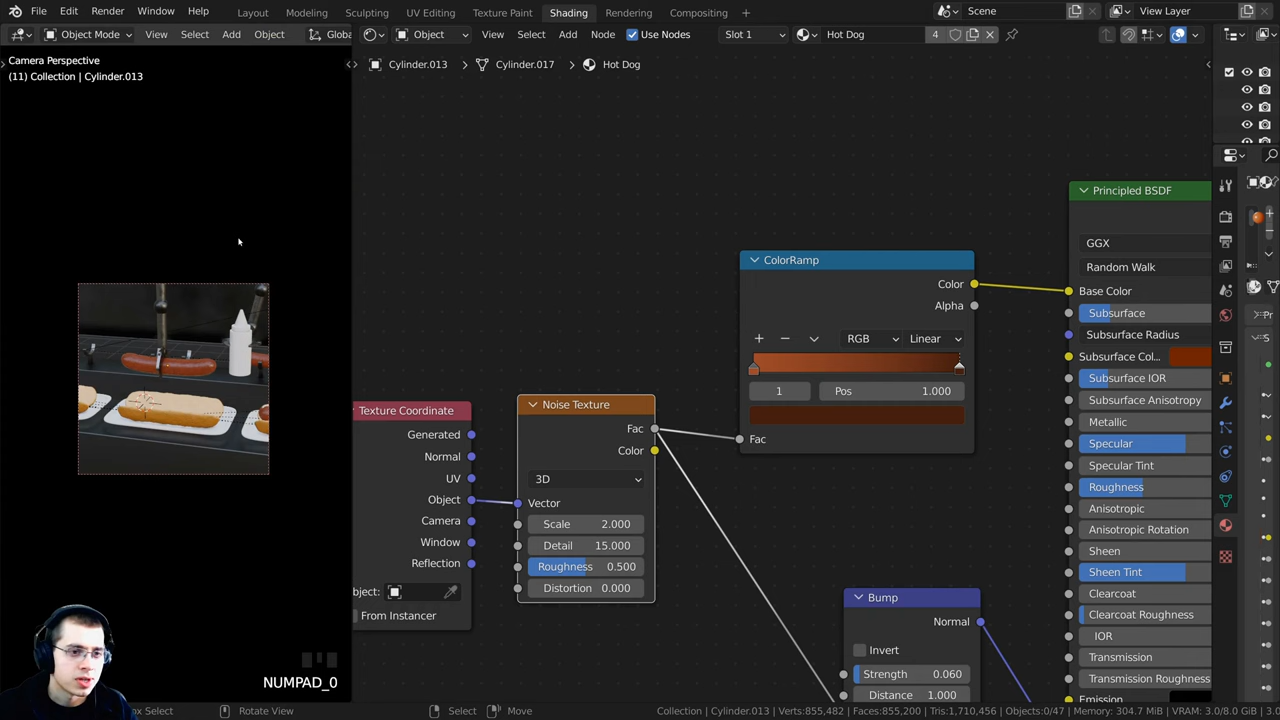 File Edit Render Window Help Layout Modeling Sculpting UV Editing Texture Paint Shading Rendering Compositing + Scene View Layer
Object Mode View Select Add Object Globa Object View Select Add Node Use Nodes Slot 1 Hot Dog 4
Camera Perspective
(11) Collection | Cylinder.013
Cylinder.013 > Cylinder.017 > Hot Dog
Texture Coordinate
Generated
Normal
UV
Object
Camera
Window
Reflection
bject:
From Instancer
Noise Texture
Fac
Color
3D
Vector
Scale 2.000
Detail 15.000
Roughness 0.500
Distortion 0.000
ColorRamp
Color
Alpha
RGB Linear
1 Pos 1.000
Fac
Bump
Normal
Invert
Strength 0.060
Distance 1.000
Principled BSDF
GGX
Random Walk
Base Color
Subsurface
Subsurface Radius
Subsurface Col...
Subsurface IOR
Subsurface Anisotropy
Metallic
Specular
Specular Tint
Roughness
Anisotropic
Anisotropic Rotation
Sheen
Sheen Tint
Clearcoat
Clearcoat Roughness
IOR
Transmission
Transmission Roughness
Emission
NUMPAD_0
ox Select Rotate View Select Move Collection | Cylinder.013 | Verts:855,482 | Faces:855,200 | Tris:1,710,456 | Objects:0/47 | Memory: 304.7 MiB | VRAM: 3.0/8.0 GiB | 3.0